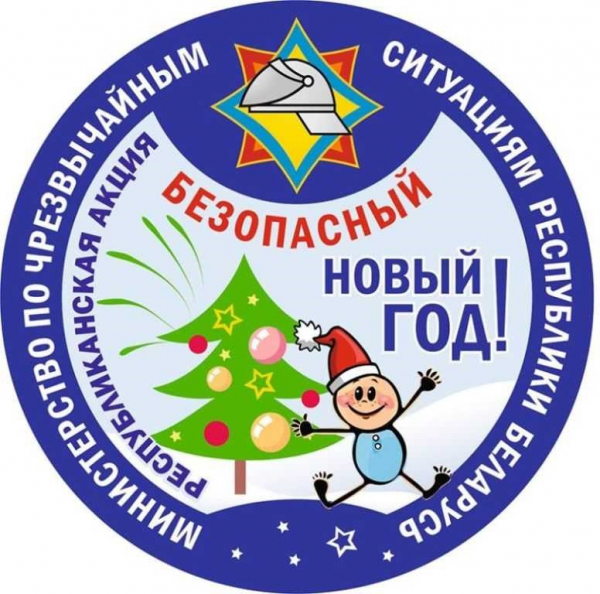 МИНИСТЕРСТВО ПО ЧРЕЗВЫЧАЙНЫМ СИТУАЦИЯМ РЕСПУБЛИКИ БЕЛАРУСЬ
РЕСПУБЛИКАНСКАЯ АКЦИЯ
БЕЗОПАСНЫЙ
НОВЫЙ
ГОД!